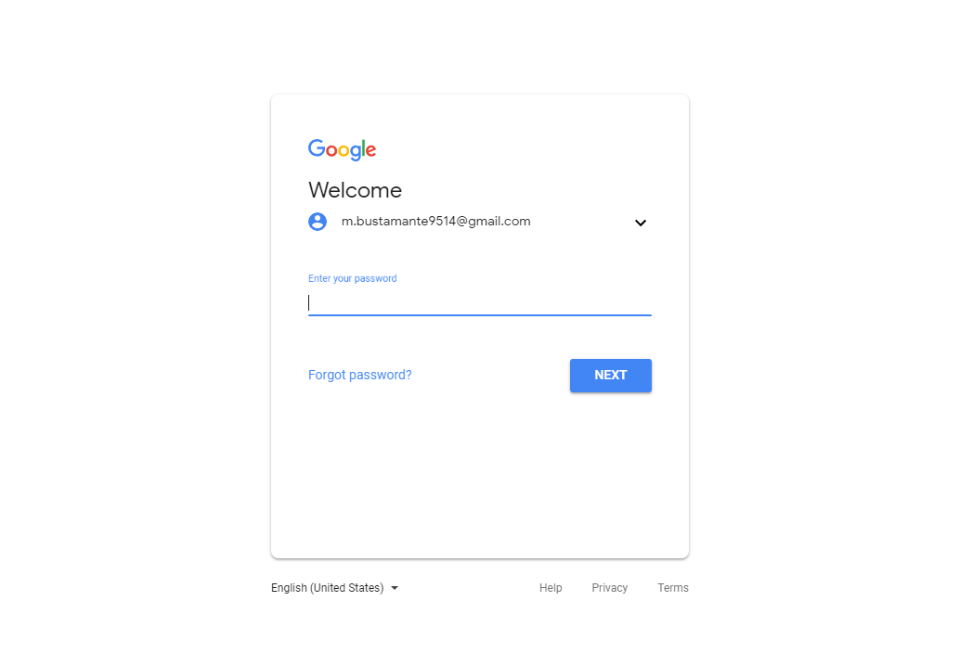 Google
Welcome
m.bustamante9514@gmail.com
Enter your password
Forgot password?
NEXT
English (United States)
Help
Privacy
Terms